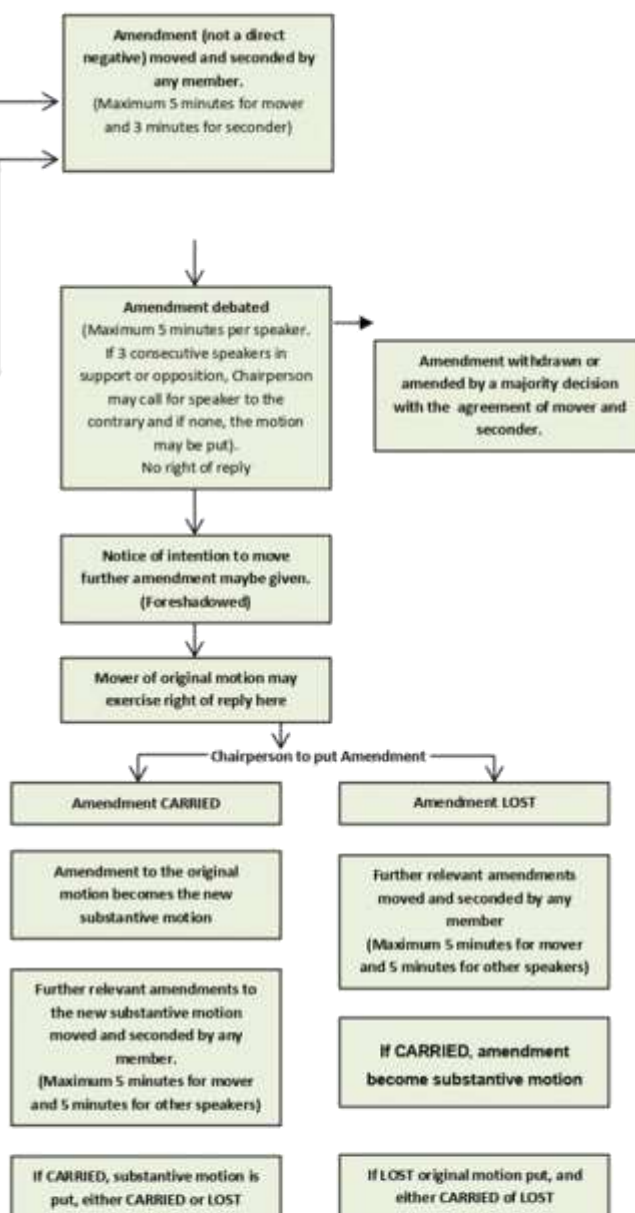 Amendment (not a direct
negative) moved and seconded by
any member.
(Maximum 5 minutes for mover
and 3 minutes for seconder)
Amendment debated
(Maximum 5 minutes per speaker.
If 3 consecutive speakers in
support or opposition, Chairperson
may call for speaker to the
contrary and if none, the motion
may be put).
No right of reply
Amendment withdrawn or
amended by a majority decision
with the agreement of mover and
seconder.
Notice of intention to move
further amendment maybe given.
(Foreshadowed)
Mover of original motion may
exercise right of reply here
Chairperson to put Amendment
Amendment CARRIED
Amendment to the original
motion becomes the new
substantive motion
Further relevant amendments to
the new substantive motion
moved and seconded by any
member.
(Maximum 5 minutes for mover
and 5 minutes for other speakers)
If CARRIED, substantive motion is
put, either CARRIED or LOST
Amendment LOST
Further relevant amendments
moved and seconded by any
member
(Maximum 5 minutes for mover
and 5 minutes for other speakers)
If CARRIED, amendment
become substantive motion
If LOST original motion put, and
either CARRIED of LOST